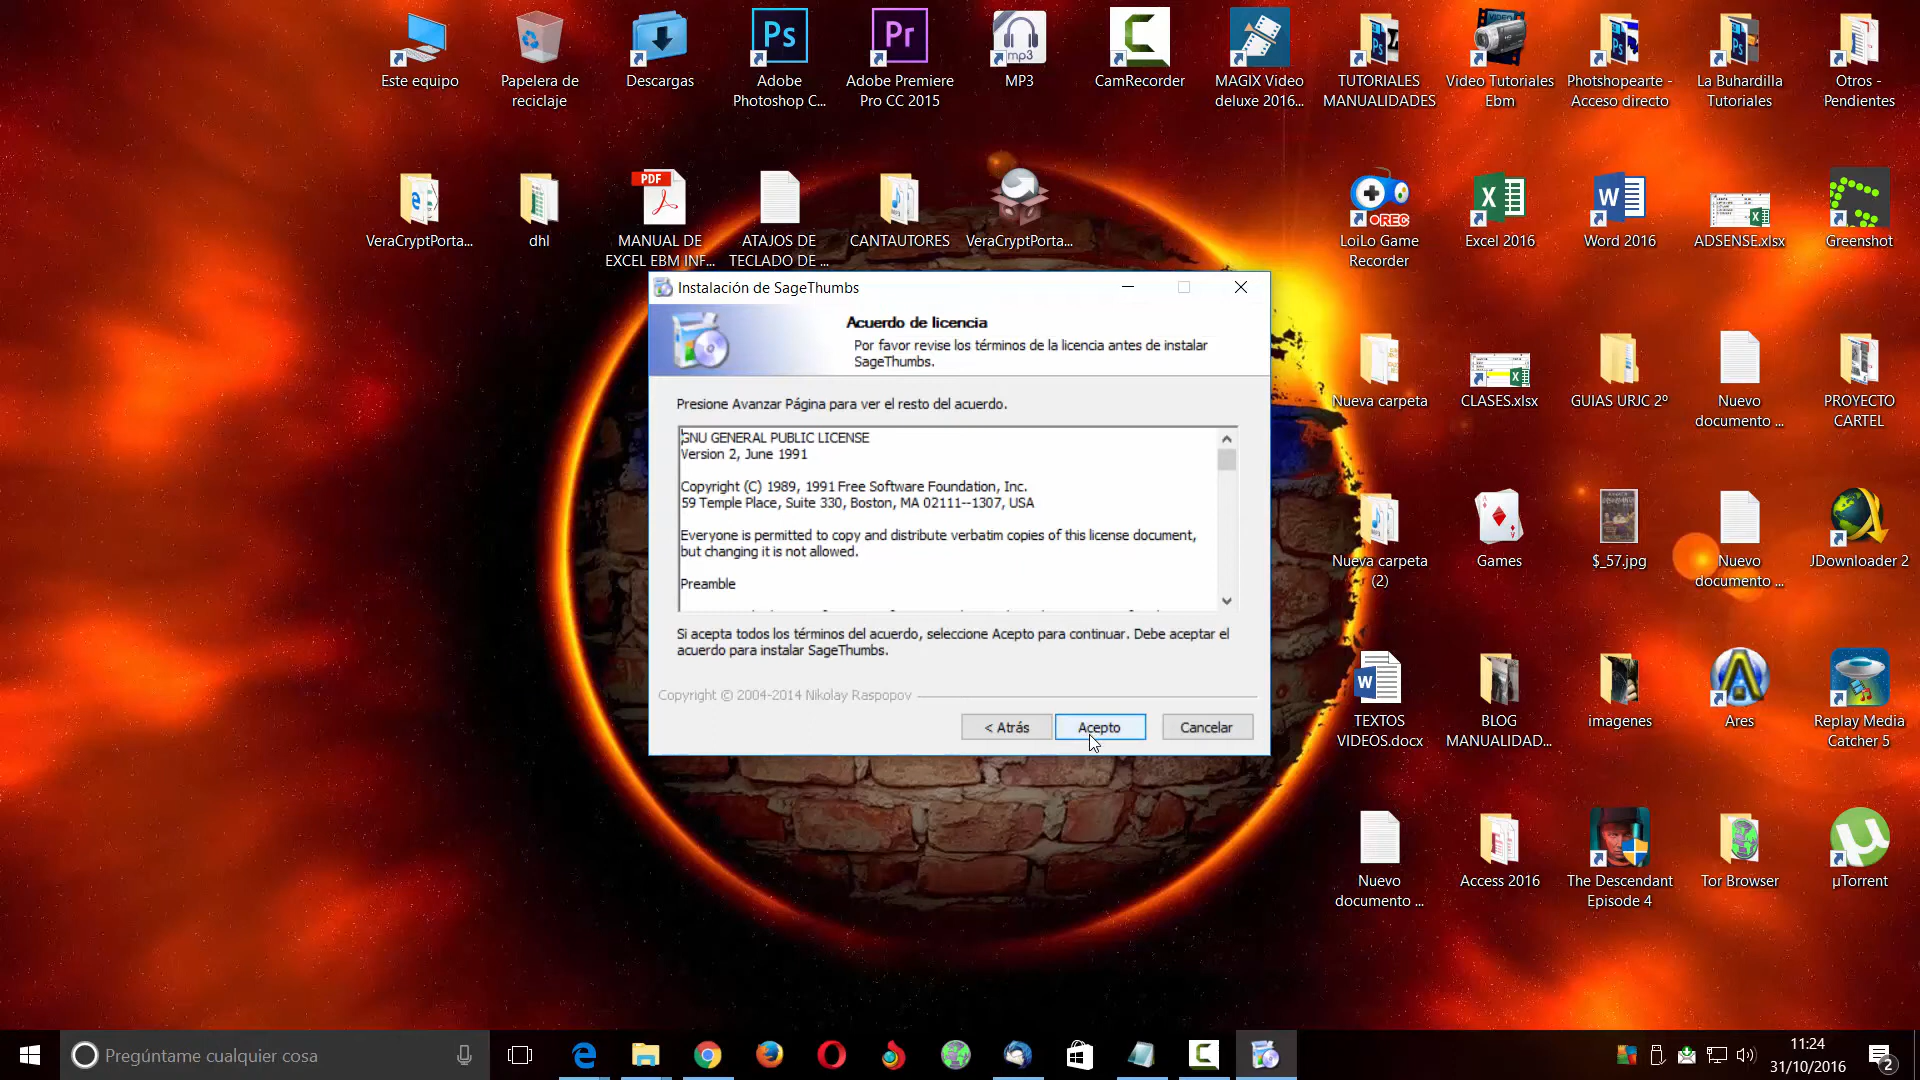 Este equipo
Papelera de
reciclaje
Descargas
Ps
Adobe
Photoshop C...
Pr
Adobe Premiere
Pro CC 2015
mp3
MP3
CamRecorder
MAGIX Video
deluxe 2016...
TUTORIALES
MANUALIDADES
Video Tutoriales
Ebm
Photshopearte -
Acceso directo
La Buhardilla
Tutoriales
Otros -
Pendientes
VeraCryptPorta...
dhl
PDF
MANUAL DE
EXCEL EBM INF...
ATAJOS DE
TECLADO DE ...
CANTAUTORES
VeraCryptPorta...
REC
LoiLo Game
Recorder
Excel 2016
Word 2016
ADSENSE.xlsx
Greenshot
Instalación de SageThumbs
Acuerdo de licencia
Por favor revise los términos de la licencia antes de instalar
SageThumbs.
Presione Avanzar Página para ver el resto del acuerdo.
GNU GENERAL PUBLIC LICENSE
Version 2, June 1991
Copyright (C) 1989, 1991 Free Software Foundation, Inc.
59 Temple Place, Suite 330, Boston, MA 02111--1307, USA
Everyone is permitted to copy and distribute verbatim copies of this license document,
but changing it is not allowed.
Preamble
Si acepta todos los términos del acuerdo, seleccione Acepto para continuar. Debe aceptar el
acuerdo para instalar SageThumbs.
Copyright © 2004-2014 Nikolay Raspopov
< Atrás
Acepto
Cancelar
Nueva carpeta
CLASES.xlsx
GUIAS URJC 2º
Nuevo
documento ...
PROYECTO
CARTEL
Nueva carpeta
(2)
Games
$_57.jpg
Nuevo
documento ...
JDownloader 2
TEXTOS
VIDEOS.docx
BLOG
MANUALIDAD...
imagenes
Ares
Replay Media
Catcher 5
Nuevo
documento ...
Access 2016
The Descendant
Episode 4
Tor Browser
µTorrent
Pregúntame cualquier cosa
11:24
31/10/2016
2